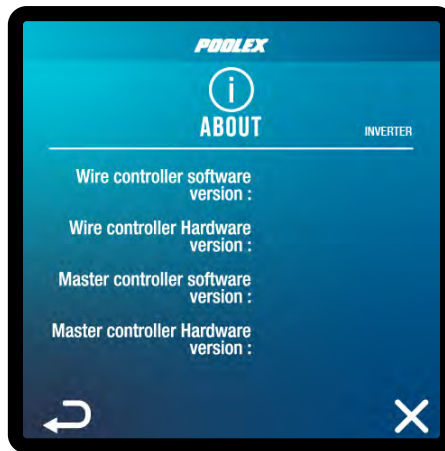 POOLEX
i
ABOUT
INVERTER
Wire controller software
version :
Wire controller Hardware
version :
Master controller software
version :
Master controller Hardware
version :